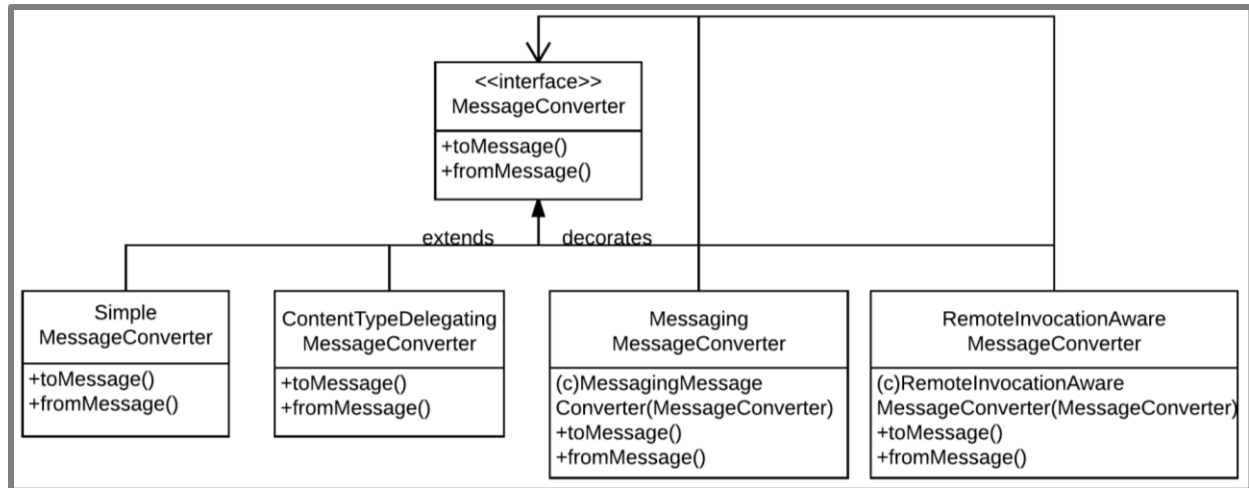 <<interface>>
MessageConverter
+toMessage()
+fromMessage()
extends
decorates
Simple
MessageConverter
+toMessage()
+fromMessage()
ContentTypeDelegating
MessageConverter
+toMessage()
+fromMessage()
Messaging
MessageConverter
(c)MessagingMessage
Converter(MessageConverter)
+toMessage()
+fromMessage()
RemoteInvocationAware
MessageConverter
(c)RemoteInvocationAware
MessageConverter(MessageConverter)
+toMessage()
+fromMessage()